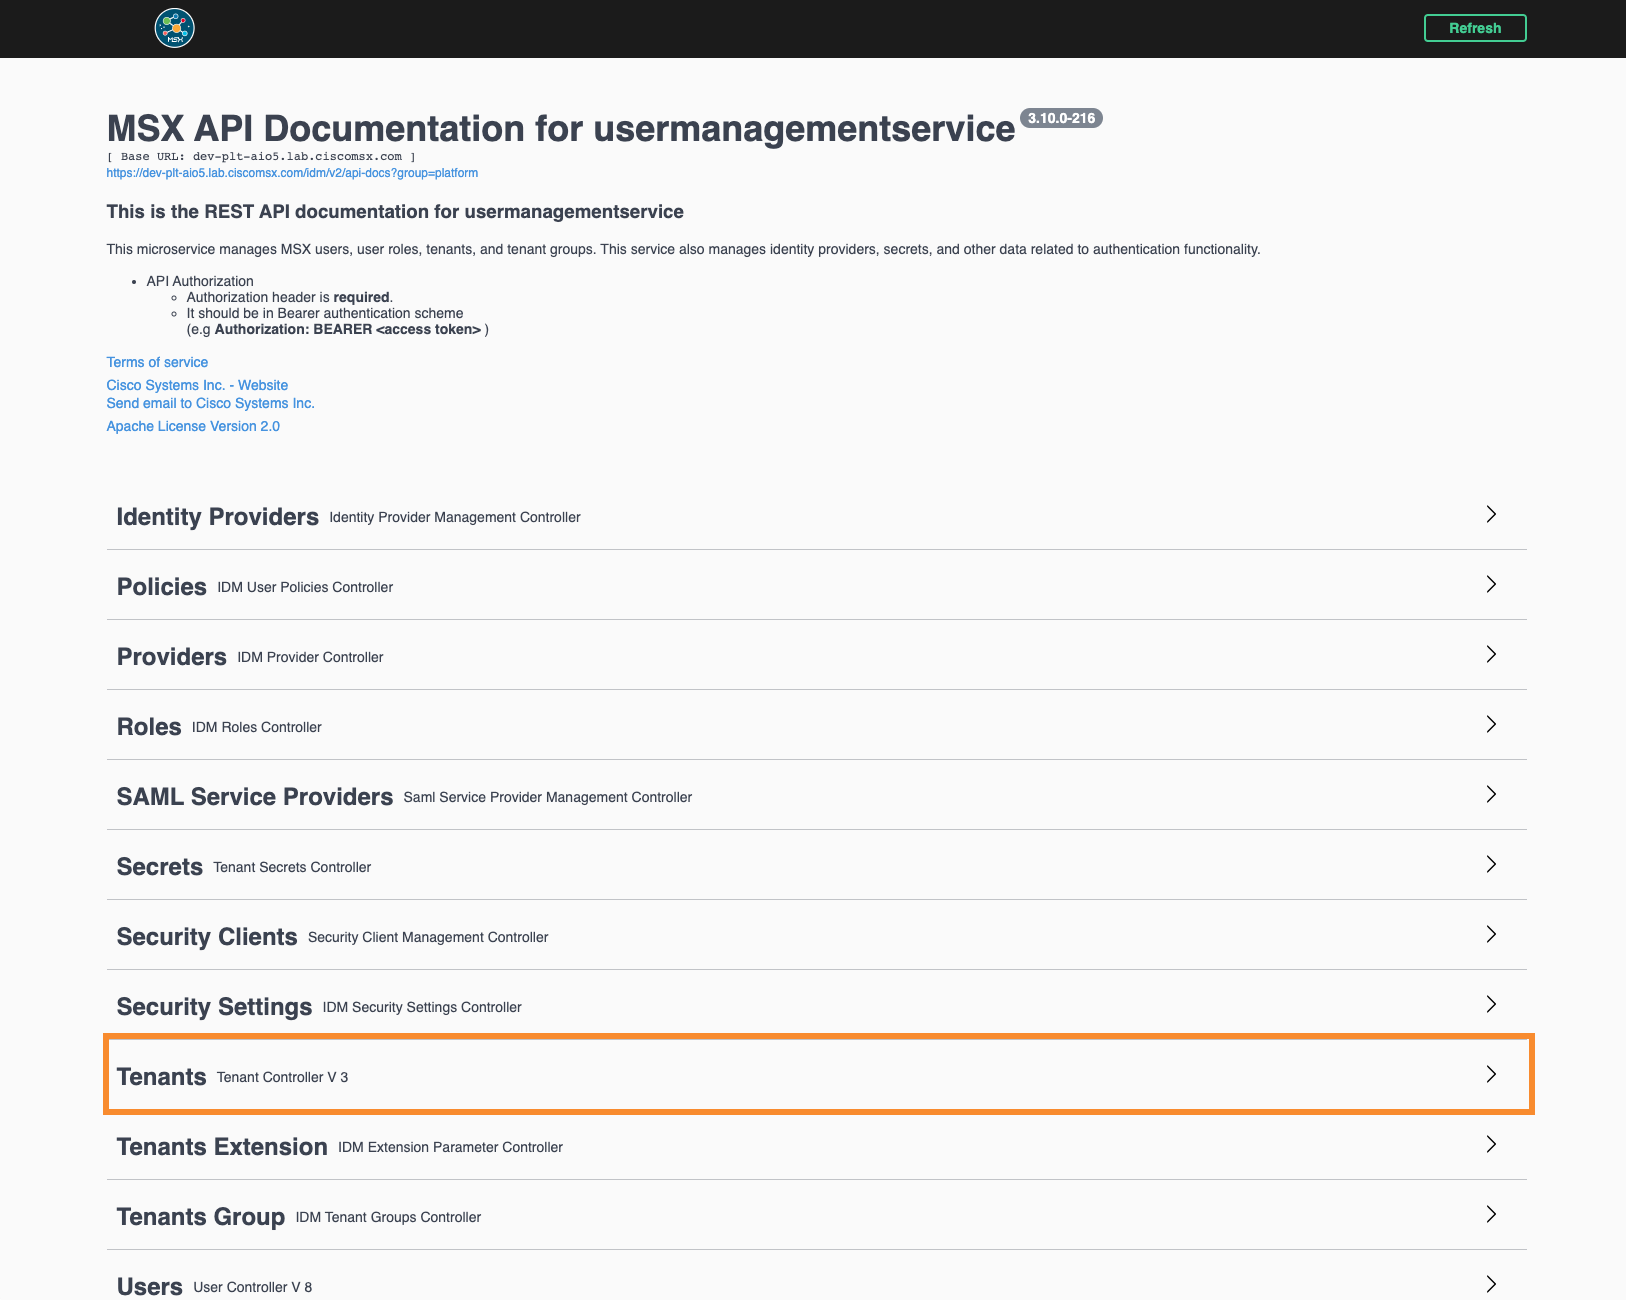 MSX
Refresh
MSX API Documentation for usermanagementservice 3.10.0-216
[ Base URL: dev-plt-aio5.lab.ciscomsx.com ]
https://dev-plt-aio5.lab.ciscomsx.com/idm/v2/api-docs?group=platform
This is the REST API documentation for usermanagementservice
This microservice manages MSX users, user roles, tenants, and tenant groups. This service also manages identity providers, secrets, and other data related to authentication functionality.
API Authorization
Authorization header is required.
It should be in Bearer authentication scheme
(e.g Authorization: BEARER <access token> )
Terms of service
Cisco Systems Inc. - Website
Send email to Cisco Systems Inc.
Apache License Version 2.0
Identity Providers Identity Provider Management Controller
Policies IDM User Policies Controller
Providers IDM Provider Controller
Roles IDM Roles Controller
SAML Service Providers Saml Service Provider Management Controller
Secrets Tenant Secrets Controller
Security Clients Security Client Management Controller
Security Settings IDM Security Settings Controller
Tenants Tenant Controller V 3
Tenants Extension IDM Extension Parameter Controller
Tenants Group IDM Tenant Groups Controller
Users User Controller V 8